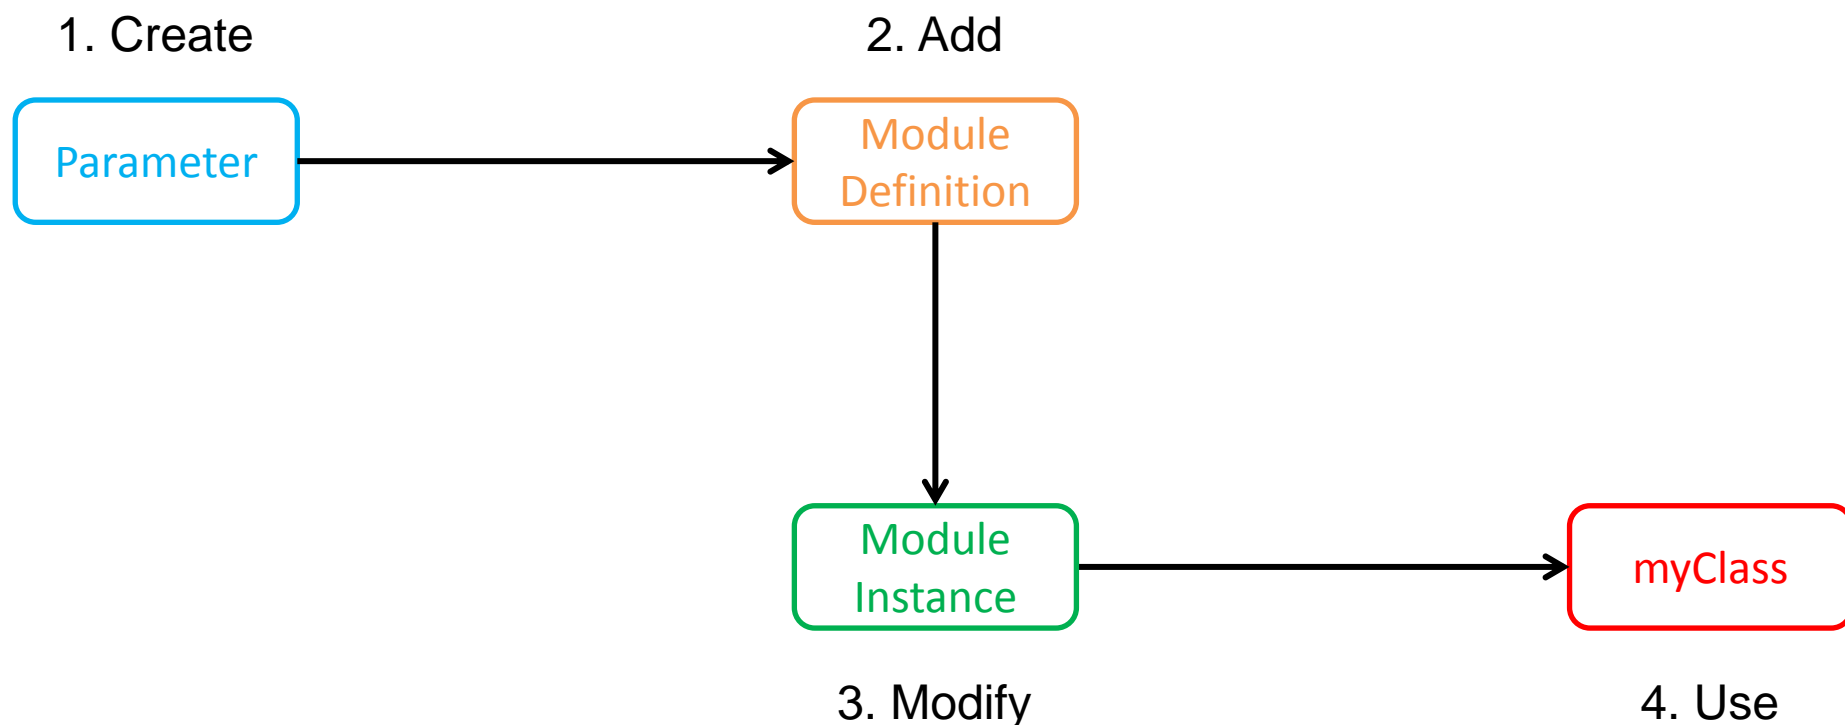 1. Create
2. Add
Parameter
Module
Definition
Module
Instance
myClass
3. Modify
4. Use